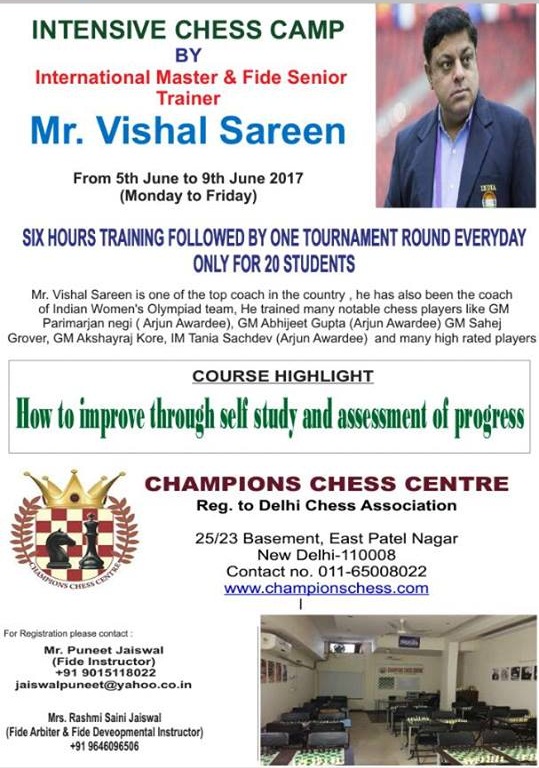 INTENSIVE CHESS CAMP
BY
International Master & Fide Senior
Trainer
Mr. Vishal Sareen
From 5th June to 9th June 2017
(Monday to Friday)
INDIA
SIX HOURS TRAINING FOLLOWED BY ONE TOURNAMENT ROUND EVERYDAY
ONLY FOR 20 STUDENTS
Mr. Vishal Sareen is one of the top coach in the country , he has also been the coach
of Indian Women's Olympiad team, He trained many notable chess players like GM
Parimarjan negi ( Arjun Awardee), GM Abhijeet Gupta (Arjun Awardee) GM Sahej
Grover, GM Akshayraj Kore, IM Tania Sachdev (Arjun Awardee) and many high rated players
COURSE HIGHLIGHT
How to improve through self study and assessment of progress
CHAMPIONS CHESS CENTRE
CHAMPIONS CHESS CENTRE
Reg. to Delhi Chess Association
25/23 Basement, East Patel Nagar
New Delhi-110008
Contact no. 011-65008022
www.championschess.com
For Registration please contact :
Mr. Puneet Jaiswal
(Fide Instructor)
+91 9015118022
jaiswalpuneet@yahoo.co.in
Mrs. Rashmi Saini Jaiswal
(Fide Arbiter & Fide Deveopmental Instructor)
+91 9646096506
CHAMPIONS CHESS CENTRE